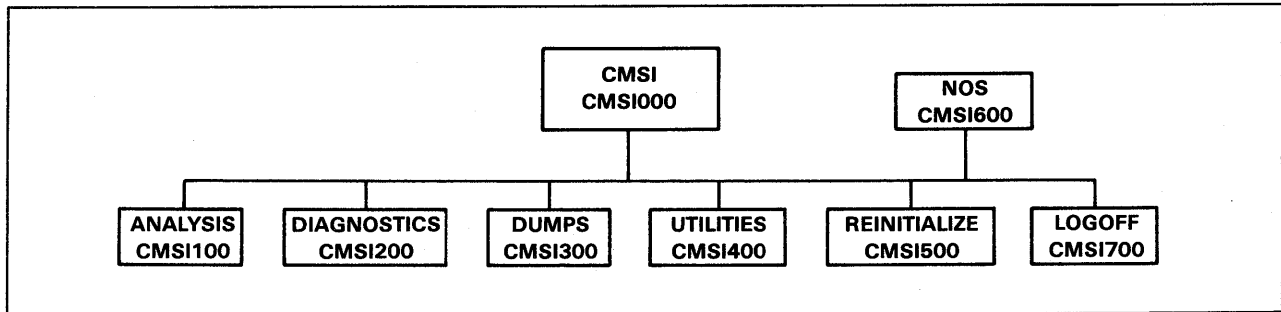 CMSI
CMSI000
NOS
CMSI600
ANALYSIS
CMSI100
DIAGNOSTICS
CMSI200
DUMPS
CMSI300
UTILITIES
CMSI400
REINITIALIZE
CMSI500
LOGOFF
CMSI700